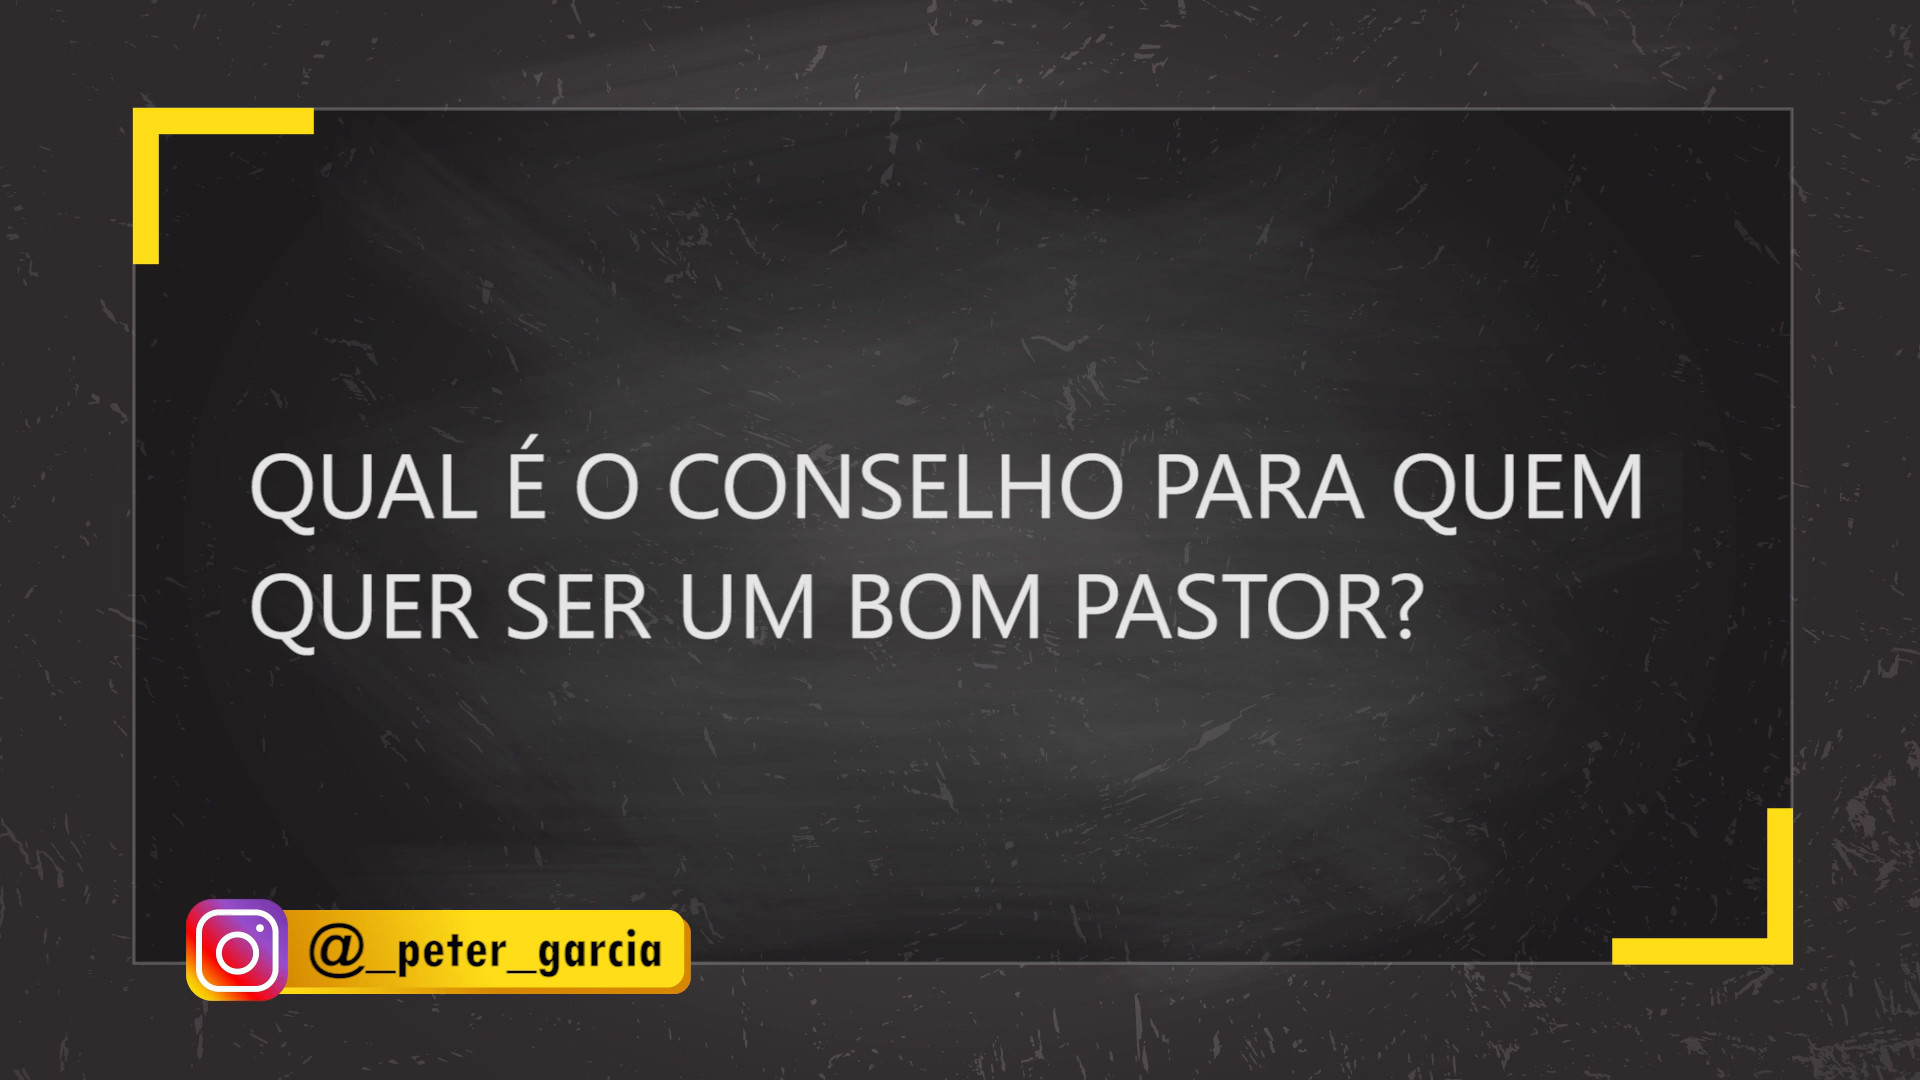 QUAL É O CONSELHO PARA QUEM
QUER SER UM BOM PASTOR?
@_peter_garcia